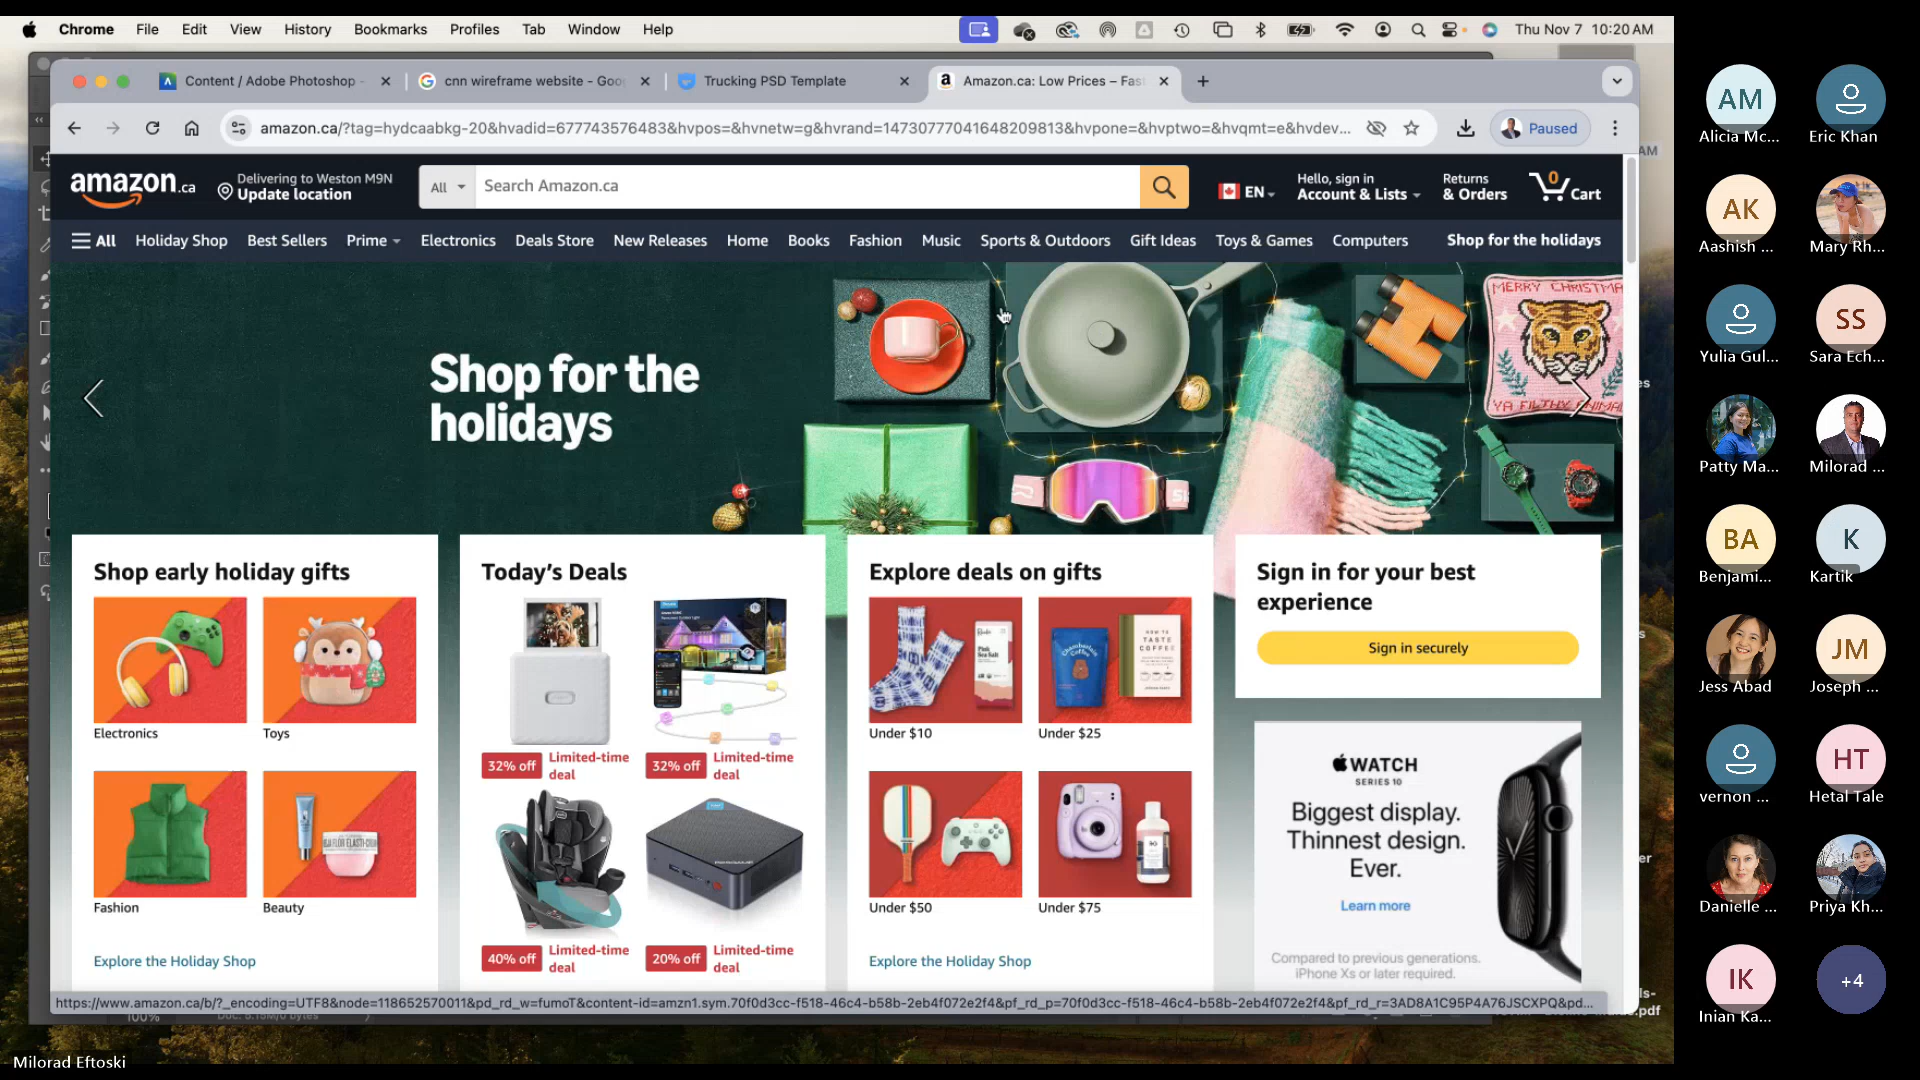 Chrome File Edit View History Bookmarks Profiles Tab Window Help
Thu Nov 7 10:20 AM
Content / Adobe Photoshop -
cnn wireframe website - Goo
Trucking PSD Template
Amazon.ca: Low Prices – Fas
amazon.ca/?tag=hydcaabkg-20&hvadid=677743576483&hvpos=&hvnetw=g&hvrand=14730777041648209813&hvpone=&hvptwo=&hvqmt=e&hvdev...
Paused
AM
amazon.ca
Delivering to Weston M9N
Update location
All
Search Amazon.ca
EN
Hello, sign in
Account & Lists
Returns
& Orders
0
Cart
All Holiday Shop Best Sellers Prime Electronics Deals Store New Releases Home Books Fashion Music Sports & Outdoors Gift Ideas Toys & Games Computers Shop for the holidays
Shop for the
holidays
MERRY CHRISTMA
YA FILTHY ANIMA
Shop early holiday gifts
Electronics
Toys
Fashion
Beauty
Explore the Holiday Shop
Today's Deals
32% off Limited-time
deal
32% off Limited-time
deal
40% off Limited-time
deal
20% off Limited-time
deal
Explore deals on gifts
Pink
Sea Salt
HOW TO
TASTE
COFFEE
Under $10
Under $25
Under $50
Under $75
Explore the Holiday Shop
Sign in for your best
experience
Sign in securely
WATCH
SERIES 10
Biggest display.
Thinnest design.
Ever.
Learn more
Compared to previous generations.
iPhone Xs or later required.
https://www.amazon.ca/b/?_encoding=UTF8&node=118652570011&pd_rd_w=fumoT&content-id=amzn1.sym.70f0d3cc-f518-46c4-b58b-2eb4f072e2f4&pf_rd_p=70f0d3cc-f518-46c4-b58b-2eb4f072e2f4&pf_rd_r=3AD8A1C95P4A76JSCXPQ&pd...
100%
Milorad Eftoski
AM
Alicia Mc...
Eric Khan
AK
Aashish ...
Mary Rh...
Yulia Gul...
SS
Sara Ech...
Patty Ma...
Milorad ...
BA
Benjami...
K
Kartik
Jess Abad
JM
Joseph ...
vernon ...
HT
Hetal Tale
Danielle ...
Priya Kh...
IK
Inian Ka...
+4